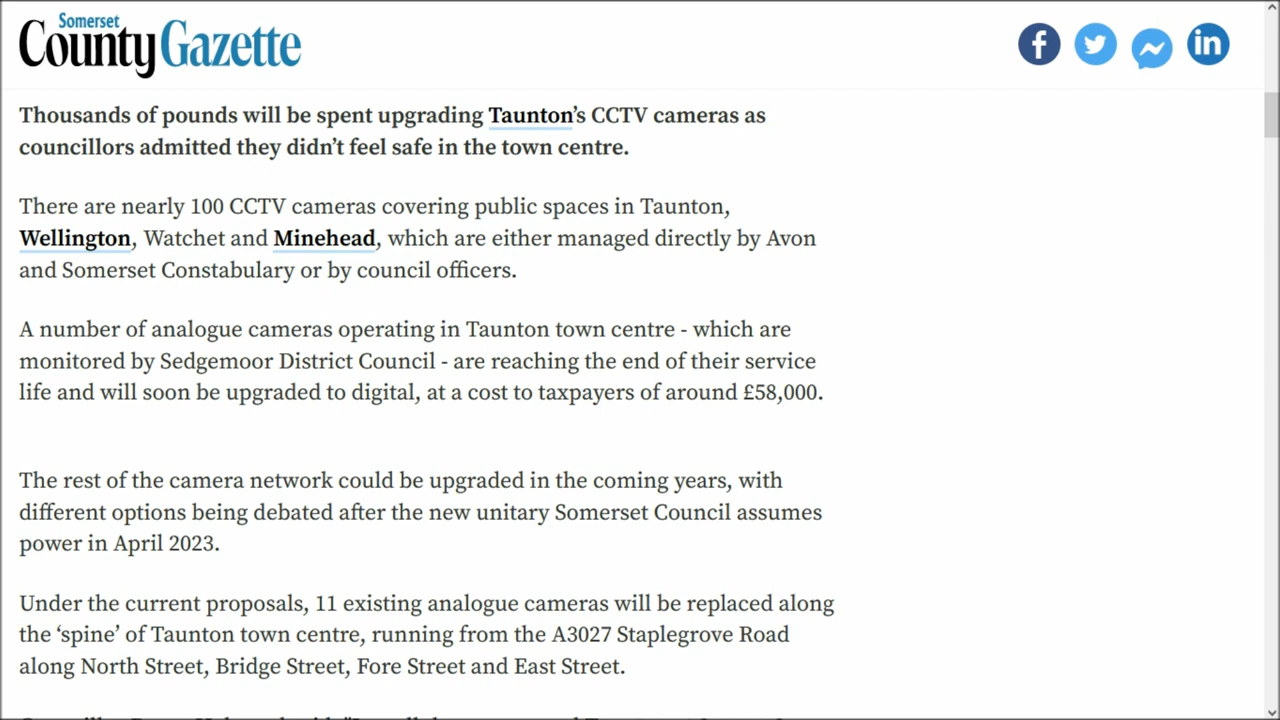 Somerset
County Gazette
Thousands of pounds will be spent upgrading Taunton's CCTV cameras as
councillors admitted they didn't feel safe in the town centre.
There are nearly 100 CCTV cameras covering public spaces in Taunton,
Wellington, Watchet and Minehead, which are either managed directly by Avon
and Somerset Constabulary or by council officers.
A number of analogue cameras operating in Taunton town centre - which are
monitored by Sedgemoor District Council - are reaching the end of their service
life and will soon be upgraded to digital, at a cost to taxpayers of around £58,000.
The rest of the camera network could be upgraded in the coming years, with
different options being debated after the new unitary Somerset Council assumes
power in April 2023.
Under the current proposals, 11 existing analogue cameras will be replaced along
the ‘spine’ of Taunton town centre, running from the A3027 Staplegrove Road
along North Street, Bridge Street, Fore Street and East Street.